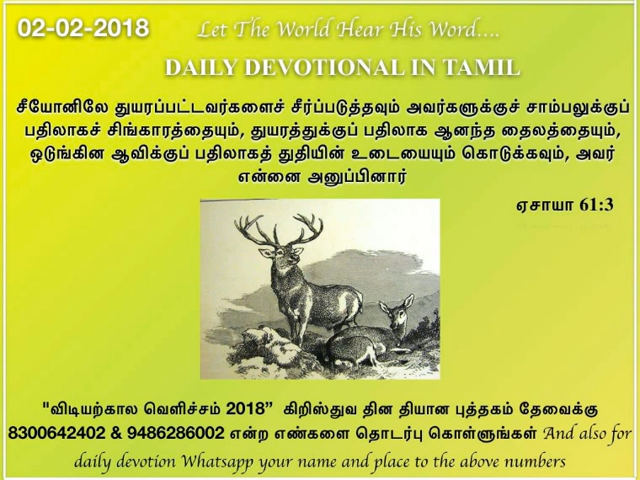 02-02-2018 Let The World Hear His Word....
DAILY DEVOTIONAL IN TAMIL
சீயோனிலே துயரப்பட்டவர்களைச் சீர்ப்படுத்தவும் அவர்களுக்குச் சாம்பலுக்குப்
பதிலாகச் சிங்காரத்தையும், துயரத்துக்குப் பதிலாக ஆனந்த தைலத்தையும்,
ஒடுங்கின ஆவிக்குப் பதிலாகத் துதியின் உடையையும் கொடுக்கவும், அவர்
என்னை அனுப்பினார்
ஏசாயா 61:3
"விடியற்கால வெளிச்சம் 2018” கிறிஸ்துவ தின தியான புத்தகம் தேவைக்கு
8300642402 & 9486286002 என்ற எண்களை தொடர்பு கொள்ளுங்கள் And also for
daily devotion Whatsapp your name and place to the above numbers